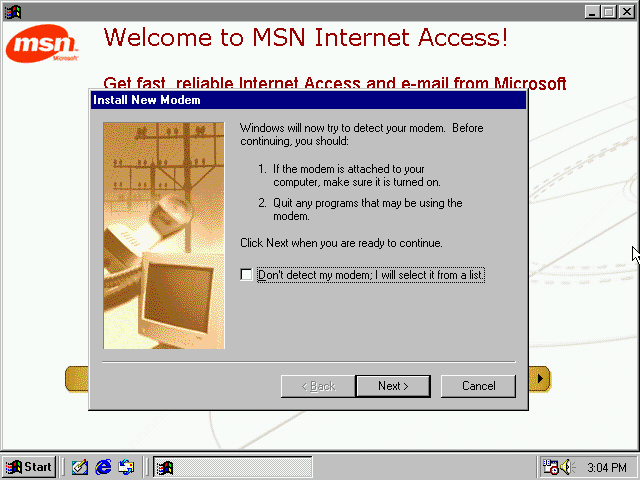 msn.
Microsoft
Welcome to MSN Internet Access!
Get fast, reliable Internet Access and e-mail from Microsoft
Install New Modem
Windows will now try to detect your modem. Before
continuing, you should:
1. If the modem is attached to your
computer, make sure it is turned on.
2. Quit any programs that may be using the
modem.
Click Next when you are ready to continue.
Don't detect my modem; I will select it from a list.
< Back
Next >
Cancel
Start
3:04 PM